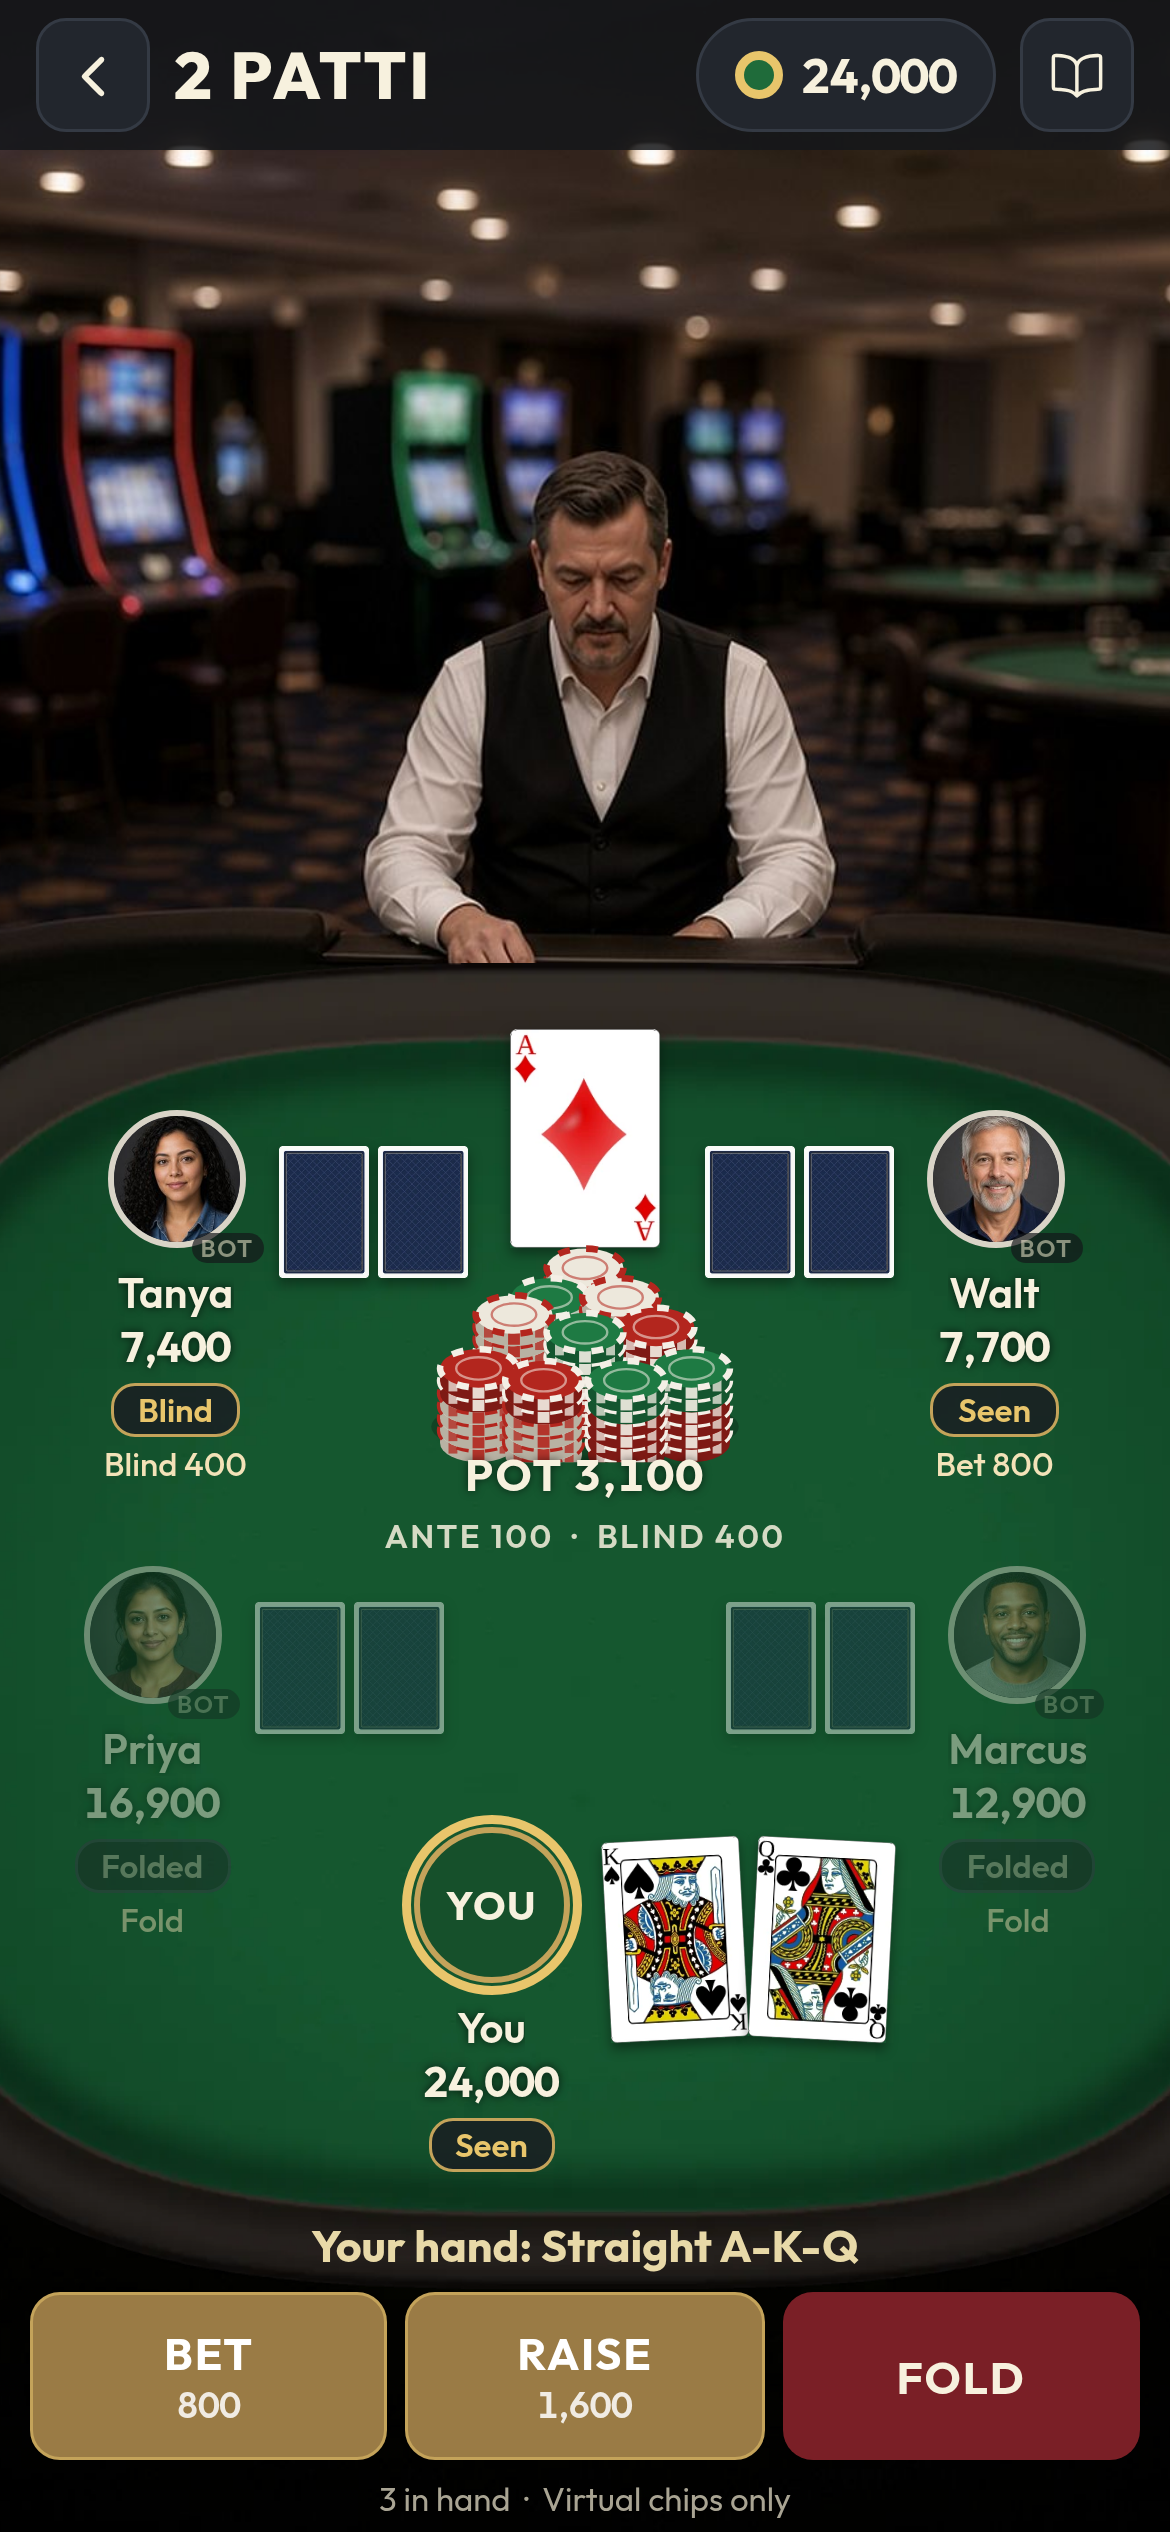 2 PATTI
24,000
A
A
BOT
BOT
Tanya
7,400
Blind
Blind 400
Walt
7,700
Seen
Bet 800
POT 3,100
ANTE 100 · BLIND 400
BOT
BOT
Priya
16,900
Folded
Fold
Marcus
12,900
Folded
Fold
YOU
K
K
Q
Q
You
24,000
Seen
Your hand: Straight A-K-Q
BET
800
RAISE
1,600
FOLD
3 in hand · Virtual chips only